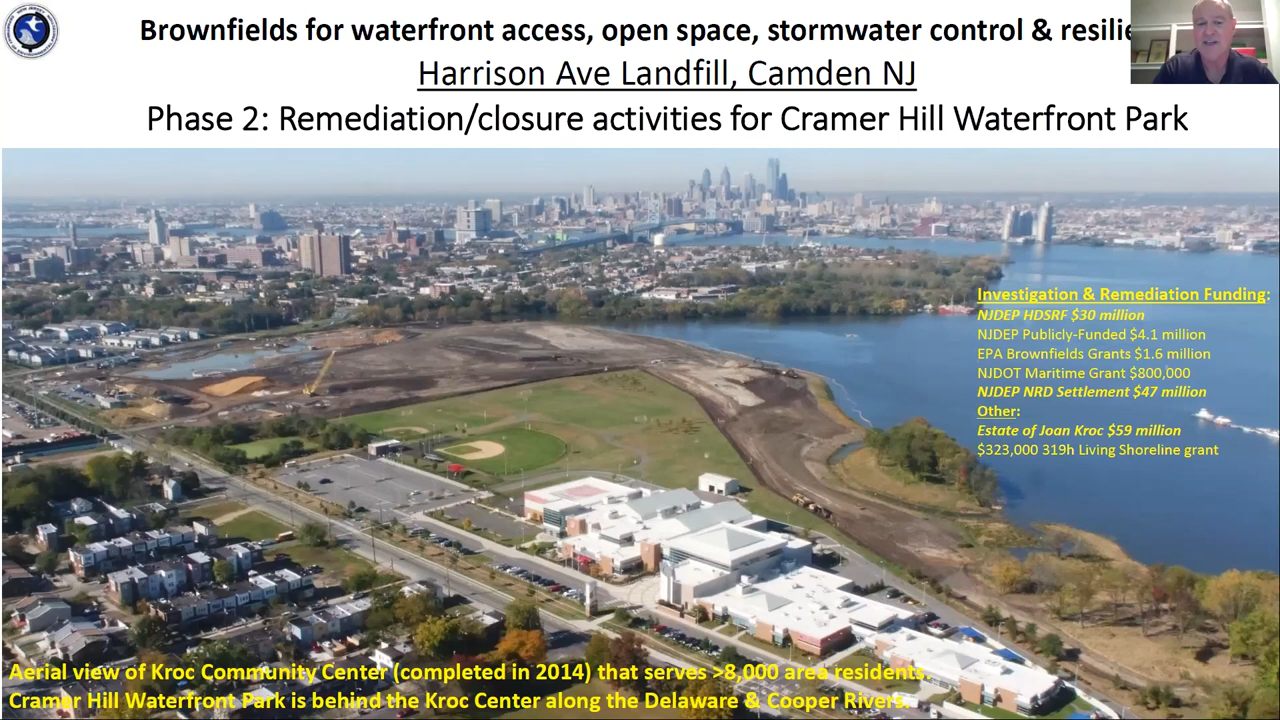 Brownfields for waterfront access, open space, stormwater control &
Harrison Ave Landfill, Camden NJ
Phase 2: Remediation/closure activities for Cramer Hill Waterfront Park
Investigation & Remediation Funding:
NJDEP HDSRF $30 million
NJDEP Publicly-Funded $4.1 million
EPA Brownfields Grants $1.6 million
NJDOT Maritime Grant $800,000
NJDEP NRD Settlement $47 million
Other:
Estate of Joan Kroc $59 million
$323,000 319h Living Shoreline grant
Aerial view of Kroc Community Center (completed in 2014) that serves >8,000 area residents.
Cramer Hill Waterfront Park is behind the Kroc Center along the Delaware & Cooper Rivers.